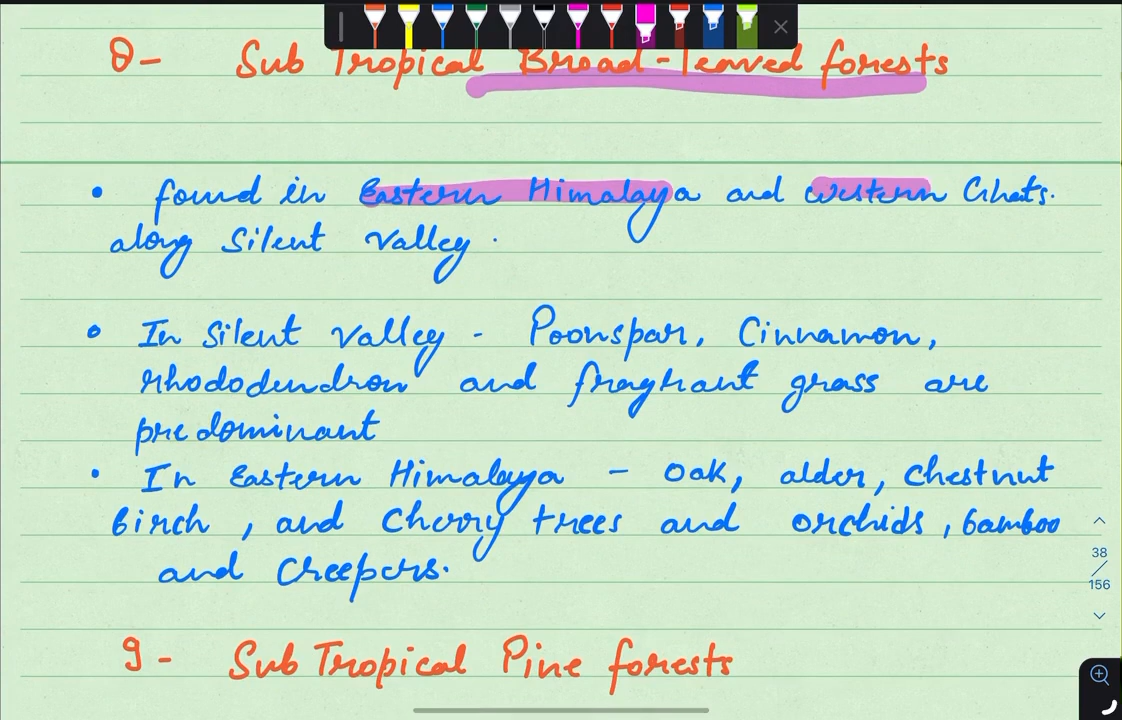 8- Sub Tropical Broad-leaved forests
• found in Eastern Himalaya and western Ghats.
along Silent Valley.
• In Silent Valley - Poonspar, Cinnamon,
rhododendron and fraghant grass are
predominant
• In Eastern Himalaya - Oak, alder, chestnut
birch, and cherry trees and orchids, bamboo
and creepers.
38
156
9- Sub Tropical Pine forests